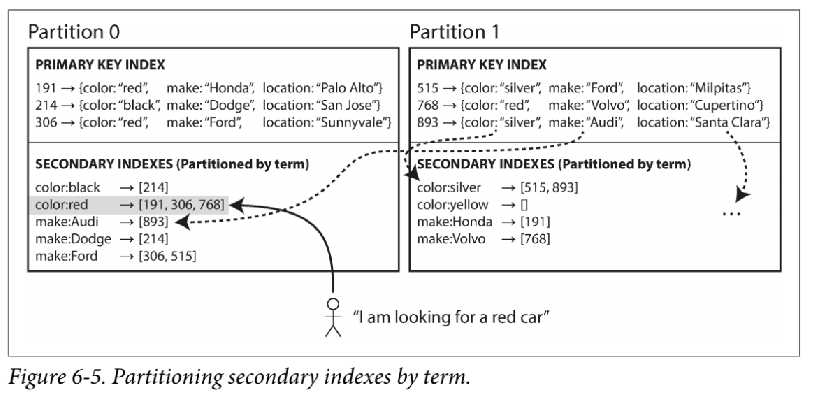 Partition 0
PRIMARY KEY INDEX
191 → {color: “red”, make: “Honda”, location: “Palo Alto”}
214 → {color: “black”, make: “Dodge”, location: “San Jose”}
306 → {color: “red”, make: “Ford”, location: “Sunnyvale”}
SECONDARY INDEXES (Partitioned by term)
color:black → [214]
color:red → [191, 306, 768]
make:Audi → [893]
make:Dodge → [214]
make:Ford → [306, 515]
Partition 1
PRIMARY KEY INDEX
515 → {color: “silver”, make: “Ford”, location: “Milpitas”}
768 → {color: “red”, make: “Volvo”, location: “Cupertino”}
893 → {color: “silver”, make: “Audi”, location: “Santa Clara”}
SECONDARY INDEXES (Partitioned by term)
color:silver → [515, 893]
color:yellow → []
make:Honda → [191]
make:Volvo → [768]
...
“I am looking for a red car”
Figure 6-5. Partitioning secondary indexes by term.